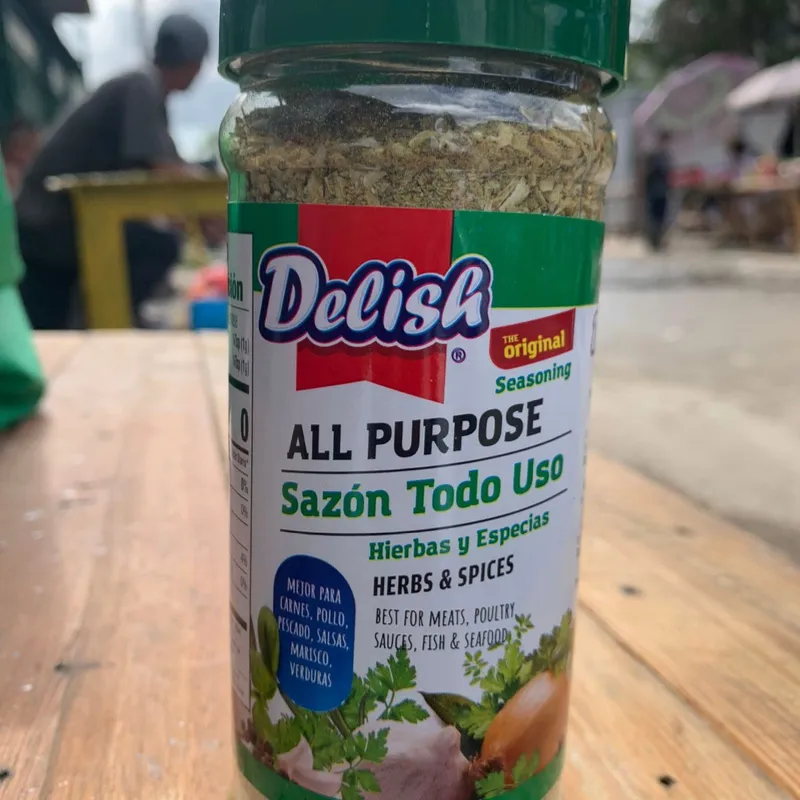 Delish
®
THE
original
Seasoning
ALL PURPOSE
Sazón Todo Uso
Hierbas y Especias
HERBS & SPICES
BEST FOR MEATS, POULTRY
SAUCES, FISH & SEAFOOD
MEJOR PARA
CARNES, POLLO,
PESCADO, SALSAS,
MARISCO,
VERDURAS
0